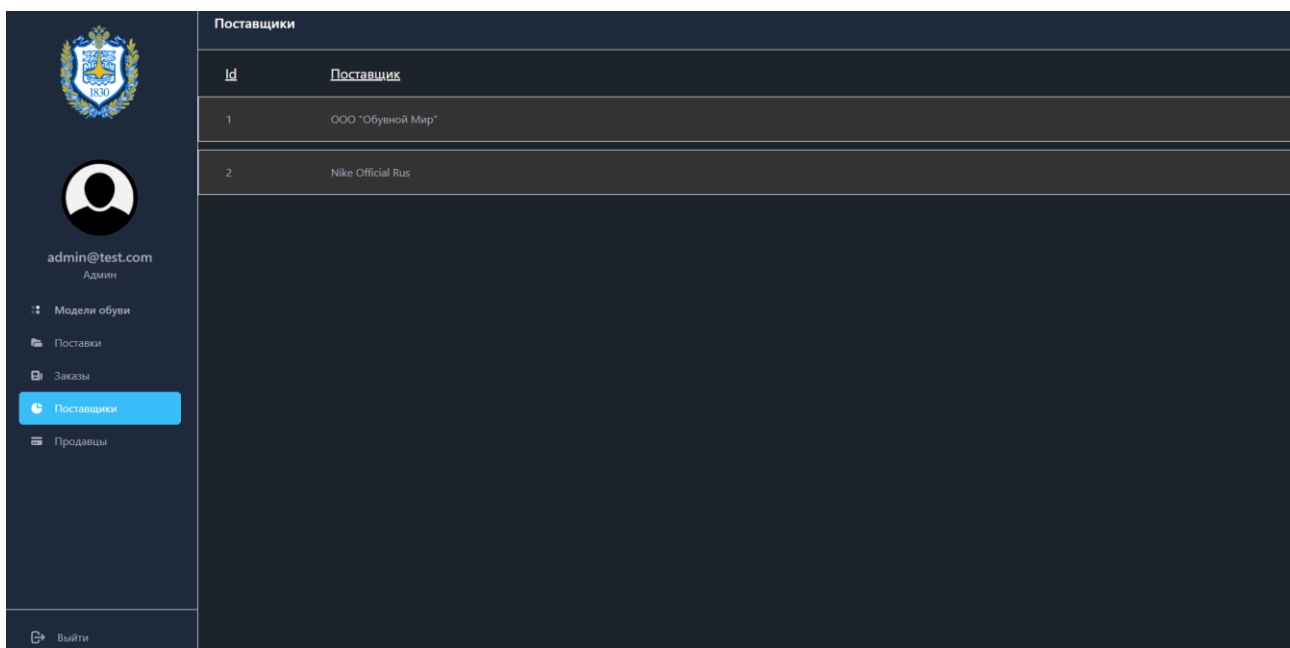 1830
admin@test.com
Админ
Модели обуви
Поставки
Заказы
Поставщики
Продавцы
Выйти
Поставщики
Id Поставщик
1 ООО "Обувной Мир"
2 Nike Official Rus